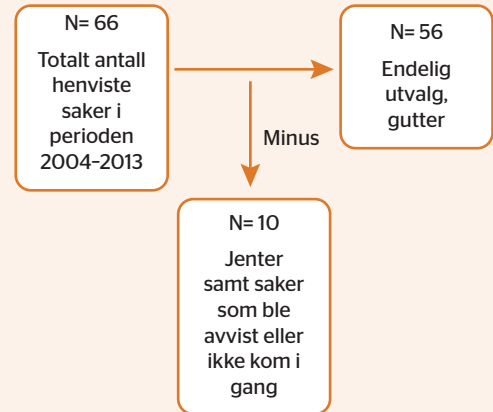 N= 66
Totalt antall
henviste
saker i
perioden
2004–2013
Minus
N= 56
Endelig
utvalg,
gutter
N= 10
Jenter
samt saker
som ble
avvist eller
ikke kom i
gang